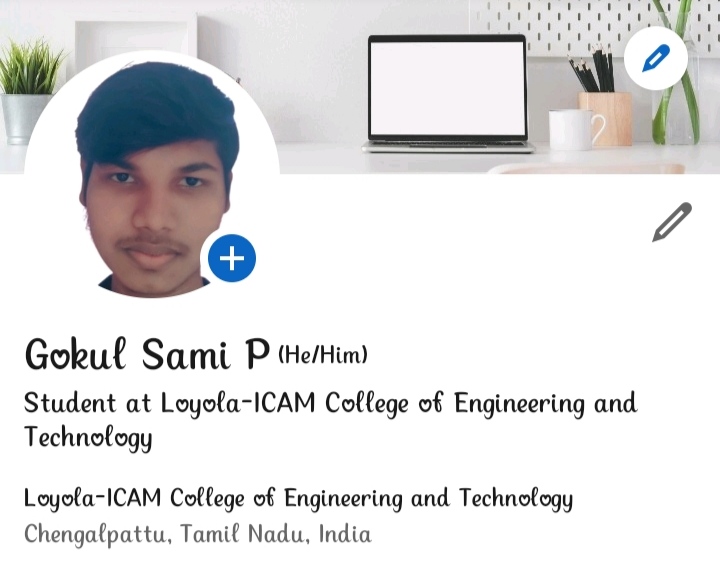 Gokul Sami P (He/Him)
Student at Loyola-ICAM College of Engineering and
Technology
Loyola-ICAM College of Engineering and Technology
Chengalpattu, Tamil Nadu, India